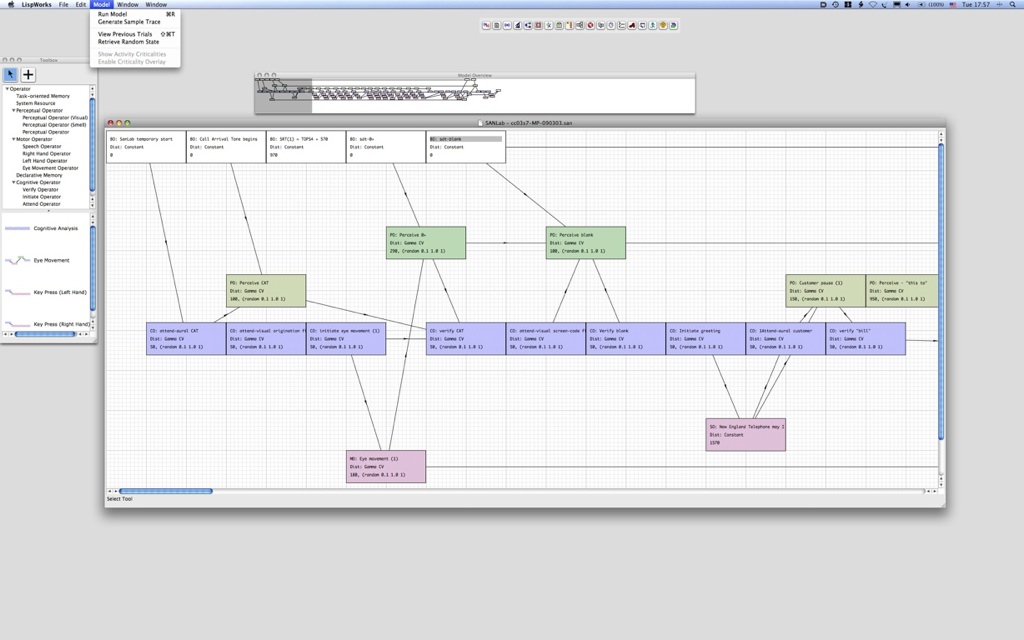 LispWorks File Edit Model Window Window
(100%) Tue 17:57
Run Model ⌘R
Generate Sample Trace
View Previous Trials ⇧⌘T
Retrieve Random State
Show Activity Criticalities
Enable Criticality Overlay
Toolbox
Operator
Task-oriented Memory
System Resource
Perceptual Operator
Perceptual Operator (Visual)
Perceptual Operator (Smell)
Perceptual Operator
Motor Operator
Speech Operator
Right Hand Operator
Left Hand Operator
Eye Movement Operator
Declarative Memory
Cognitive Operator
Verify Operator
Initiate Operator
Attend Operator
Cognitive Analysis
Eye Movement
Key Press (Left Hand)
Key Press (Right Hand)
Model Overview
SANLab - cc03s7-MP-090303.san
BO: SanLab temporary start
Dist: Constant
0
BO: Call Arrival Tone begins
Dist: Constant
0
Dist: Constant
970
Dist: Constant
0
BO: sdt-blank
Dist: Constant
0
Dist: Gamma CV
290, (random 0.1 1.0 1)
PO: Perceive blank
Dist: Gamma CV
100, (random 0.1 1.0 1)
PO: Perceive CAT
Dist: Gamma CV
100, (random 0.1 1.0 1)
PO: Customer pause (1)
Dist: Gamma CV
150, (random 0.1 1.0 1)
PO: Perceive - "this is"
Dist: Gamma CV
950, (random 0.1 1.0 1)
CO: attend-aural CAT
Dist: Gamma CV
50, (random 0.1 1.0 1)
CO: attend-visual origination
Dist: Gamma CV
50, (random 0.1 1.0 1)
CO: initiate eye movement (1)
Dist: Gamma CV
50, (random 0.1 1.0 1)
CO: verify CAT
Dist: Gamma CV
50, (random 0.1 1.0 1)
CO: attend-visual screen-code
Dist: Gamma CV
50, (random 0.1 1.0 1)
CO: Verify blank
Dist: Gamma CV
50, (random 0.1 1.0 1)
CO: Initiate greeting
Dist: Gamma CV
50, (random 0.1 1.0 1)
CO: (Attend-aural customer
Dist: Gamma CV
50, (random 0.1 1.0 1)
CO: verify "bill"
Dist: Gamma CV
50, (random 0.1 1.0 1)
SO: New England Telephone may I
Dist: Constant
1570
MO: Eye movement (1)
Dist: Gamma CV
180, (random 0.1 1.0 1)
Select Tool